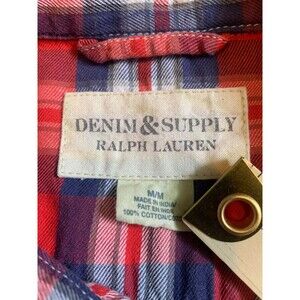 DENIM & SUPPLY
RALPH LAUREN
M/M
MADE IN INDIA/
FAIT EN INDE
100% COTTON/